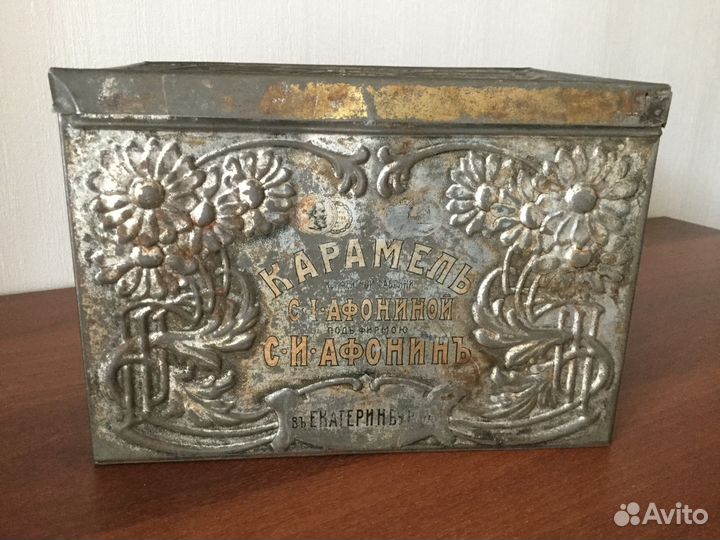 КАРАМЕЛЬ
С·І·АФОНИНОЙ
ПОДЪ ФИРМОЮ
С·И·АФОНИНЪ
ВЪ ЕКАТЕРИНБУРГѢ
Avito